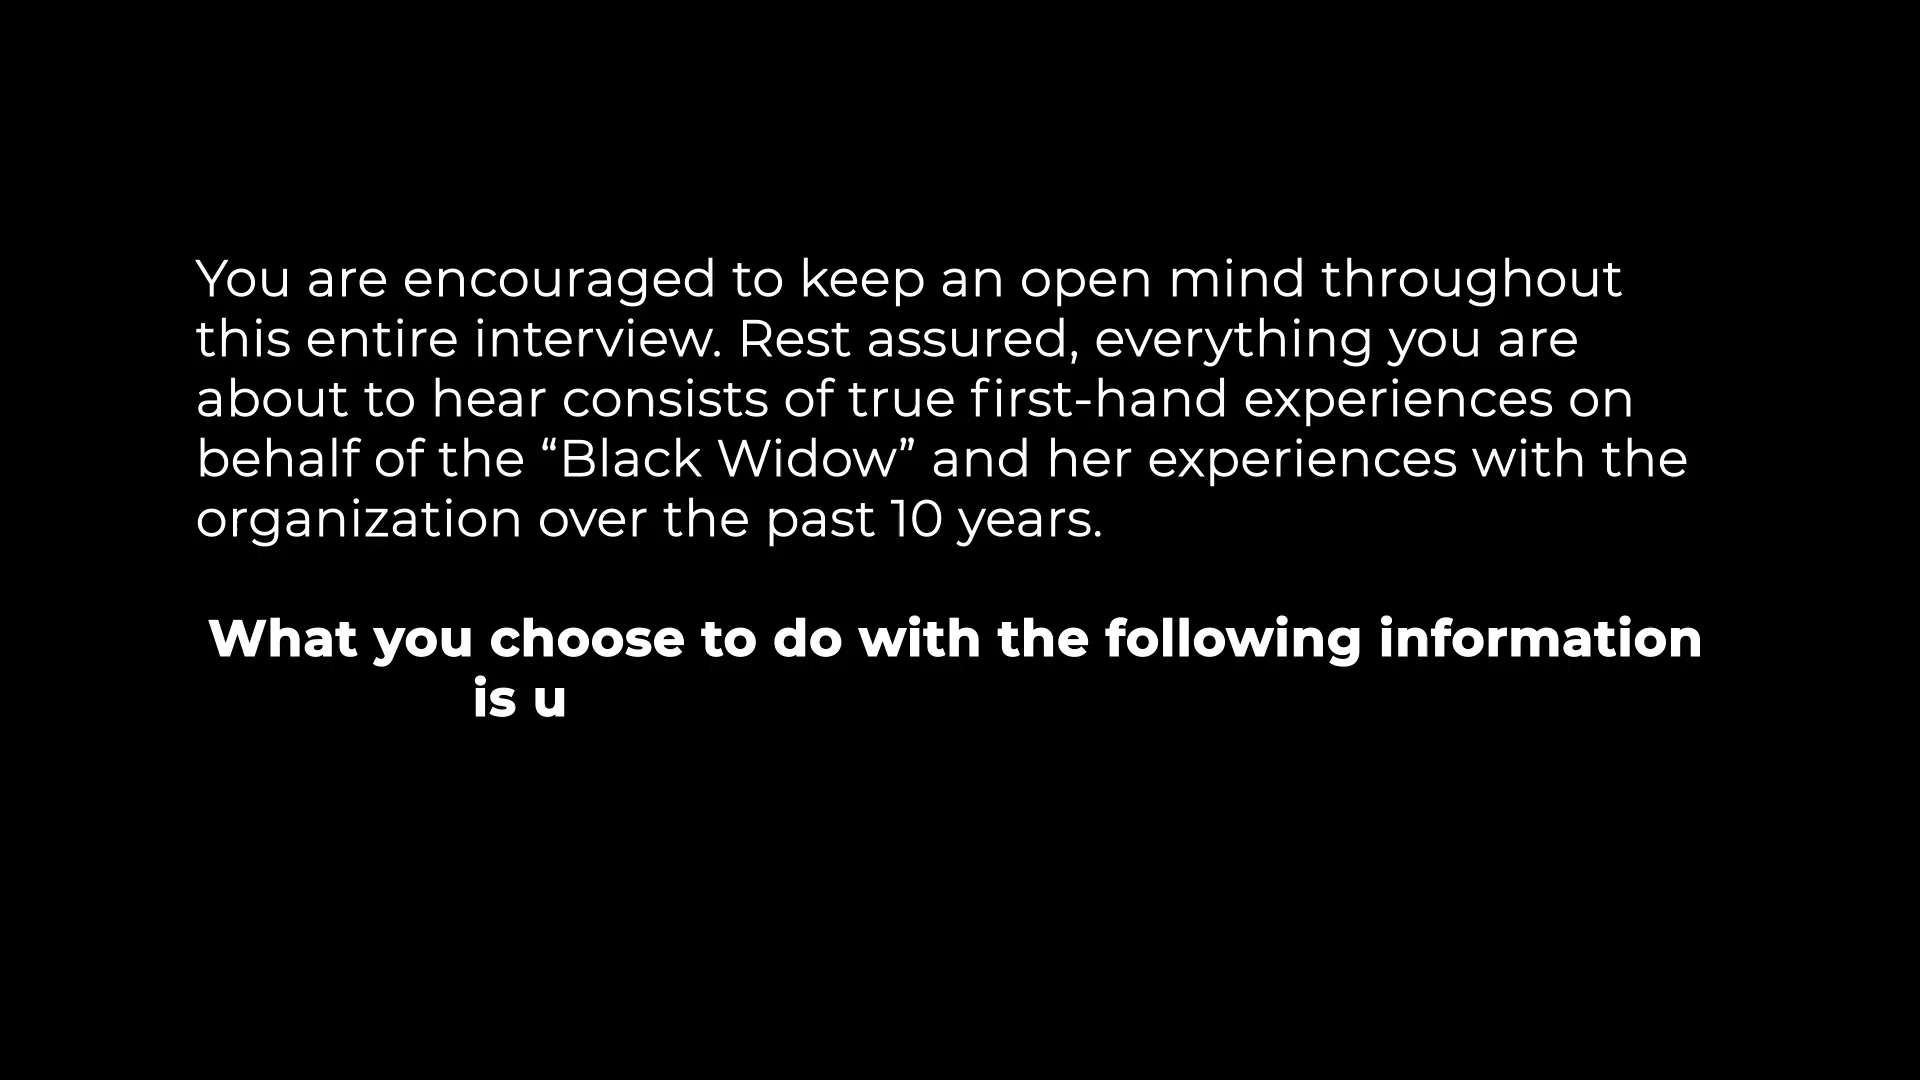 You are encouraged to keep an open mind throughout
this entire interview. Rest assured, everything you are
about to hear consists of true first-hand experiences on
behalf of the “Black Widow” and her experiences with the
organization over the past 10 years.
What you choose to do with the following information
is u